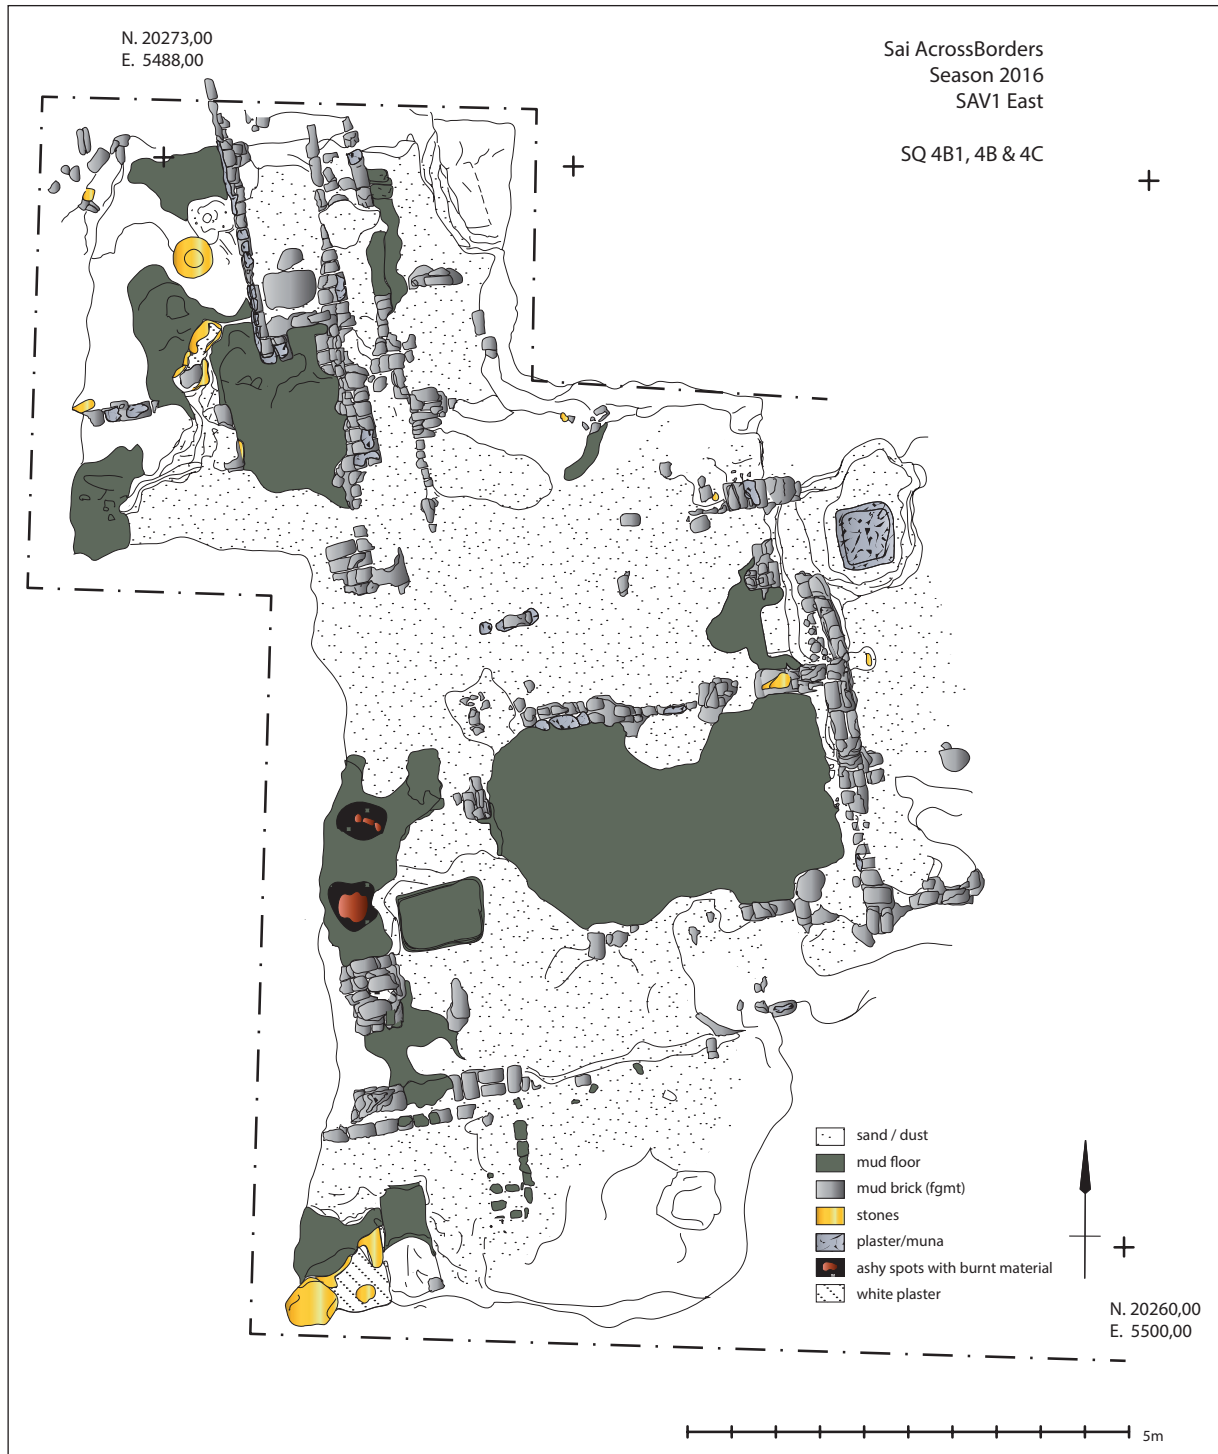 N. 20273,00
E. 5488,00
Sai AcrossBorders
Season 2016
SAV1 East
SQ 4B1, 4B & 4C
sand / dust
mud floor
mud brick (fgmt)
stones
plaster/muna
ashy spots with burnt material
white plaster
N. 20260,00
E. 5500,00
5m